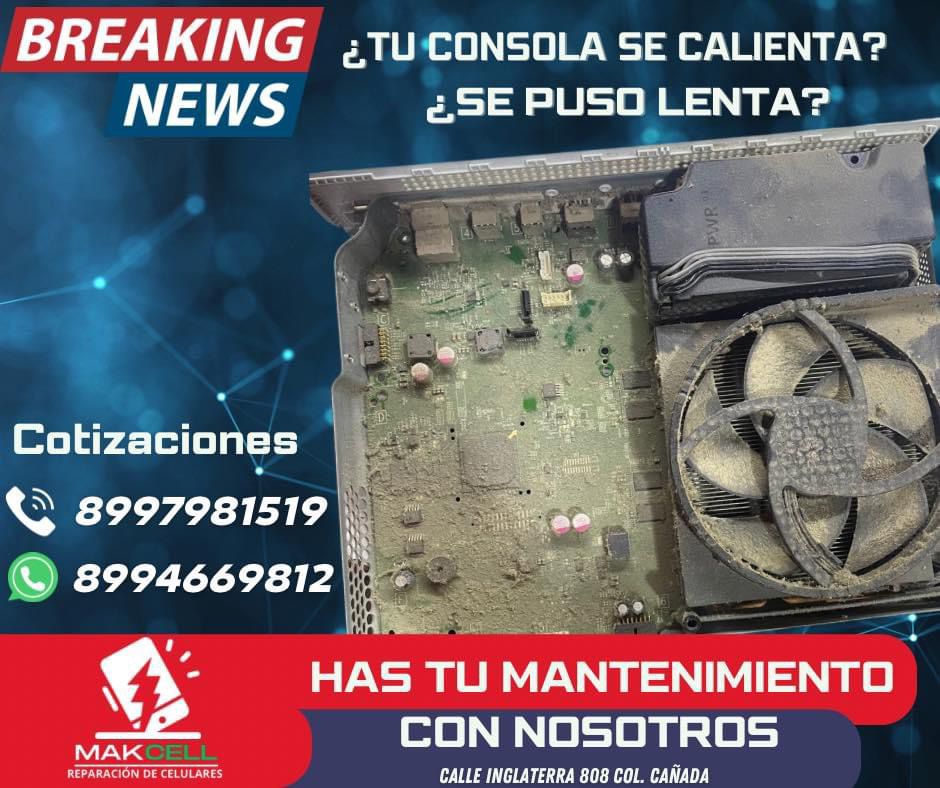 BREAKING
NEWS
¿TU CONSOLA SE CALIENTA?
¿SE PUSO LENTA?
PWR
Cotizaciones
8997981519
8994669812
HAS TU MANTENIMIENTO
CON NOSOTROS
MAKCELL
REPARACIÓN DE CELULARES
CALLE INGLATERRA 808 COL. CAÑADA